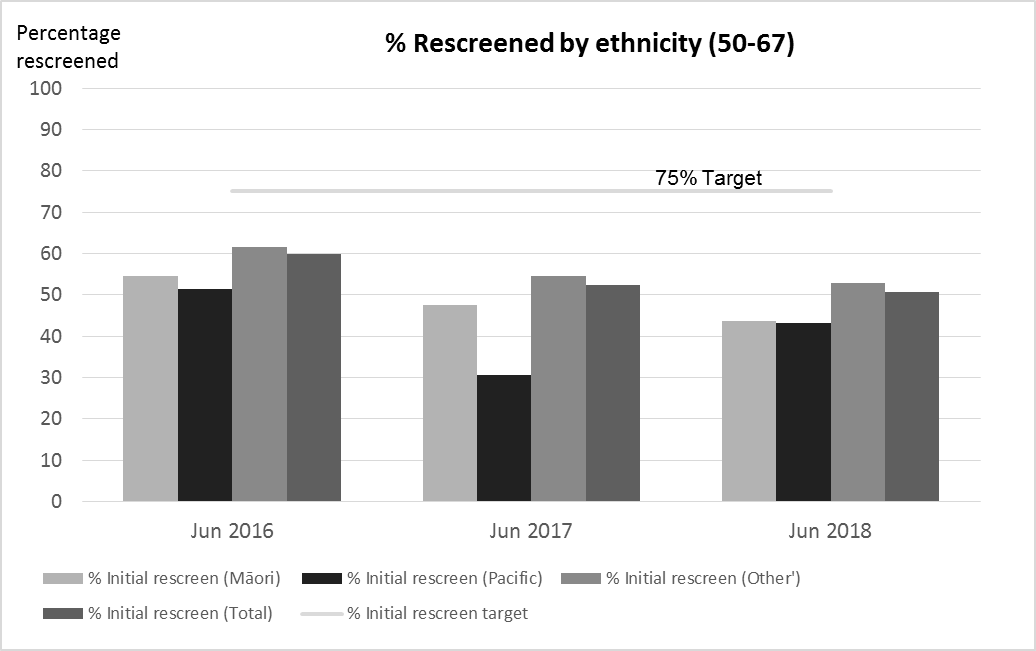 Percentage
rescreened
% Rescreened by ethnicity (50-67)
100
90
80
70
60
50
40
30
20
10
0
75% Target
Jun 2016 Jun 2017 Jun 2018
% Initial rescreen (Māori) % Initial rescreen (Pacific) % Initial rescreen (Other')
% Initial rescreen (Total) % Initial rescreen target